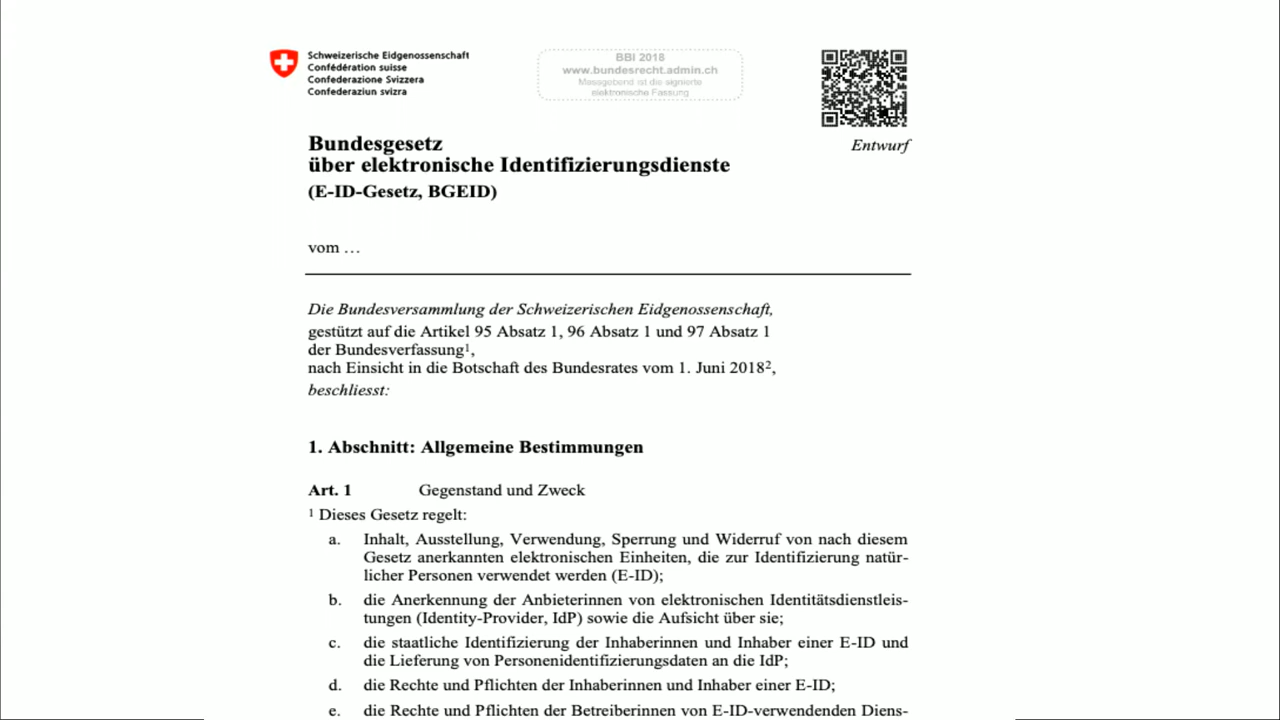 Schweizerische Eidgenossenschaft
Confédération suisse
Confederazione Svizzera
Confederaziun svizra
BBl 2018
www.bundesrecht.admin.ch
Massgebend ist die signierte
elektronische Fassung
Bundesgesetz
über elektronische Identifizierungsdienste
(E-ID-Gesetz, BGEID)
Entwurf
vom …
Die Bundesversammlung der Schweizerischen Eidgenossenschaft,
gestützt auf die Artikel 95 Absatz 1, 96 Absatz 1 und 97 Absatz 1
der Bundesverfassung¹,
nach Einsicht in die Botschaft des Bundesrates vom 1. Juni 2018²,
beschliesst:
1. Abschnitt: Allgemeine Bestimmungen
Art. 1 Gegenstand und Zweck
¹ Dieses Gesetz regelt:
a. Inhalt, Ausstellung, Verwendung, Sperrung und Widerruf von nach diesem
Gesetz anerkannten elektronischen Einheiten, die zur Identifizierung natür-
licher Personen verwendet werden (E-ID);
b. die Anerkennung der Anbieterinnen von elektronischen Identitätsdienstleis-
tungen (Identity-Provider, IdP) sowie die Aufsicht über sie;
c. die staatliche Identifizierung der Inhaberinnen und Inhaber einer E-ID und
die Lieferung von Personenidentifizierungsdaten an die IdP;
d. die Rechte und Pflichten der Inhaberinnen und Inhaber einer E-ID;
e. die Rechte und Pflichten der Betreiberinnen von E-ID-verwendenden Diens-